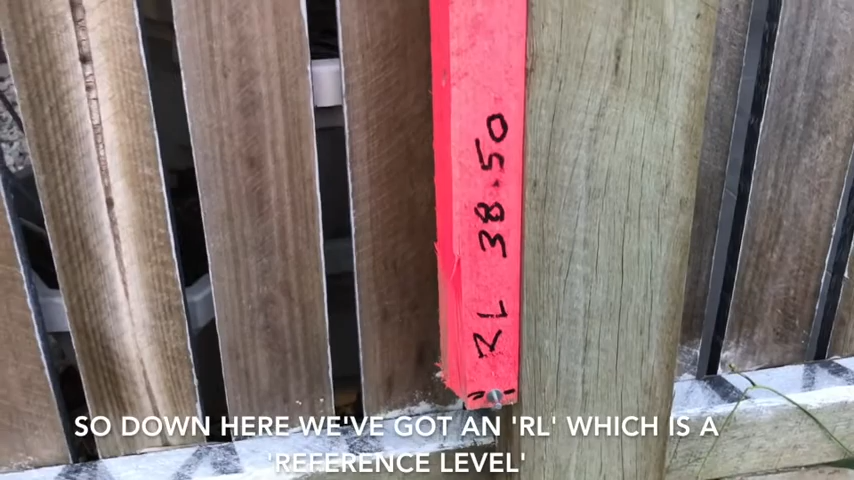 RL 38.50
SO DOWN HERE WE'VE GOT AN 'RL' WHICH IS A
'REFERENCE LEVEL'